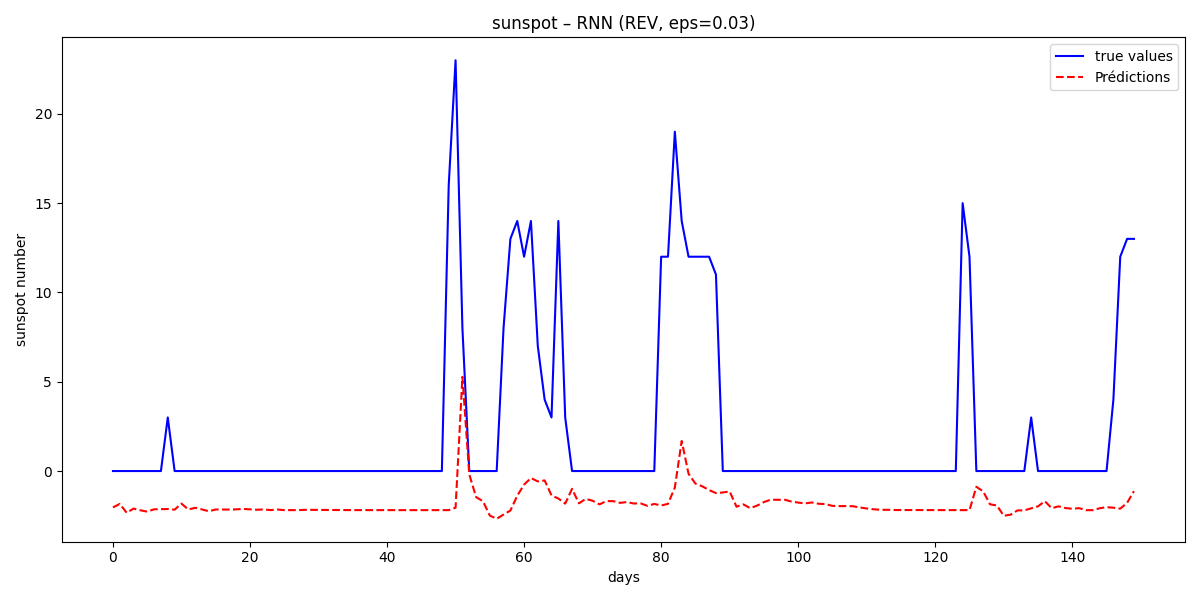 sunspot – RNN (REV, eps=0.03)
true values
Prédictions
sunspot number
20
15
10
5
0
0 20 40 60 80 100 120 140
days